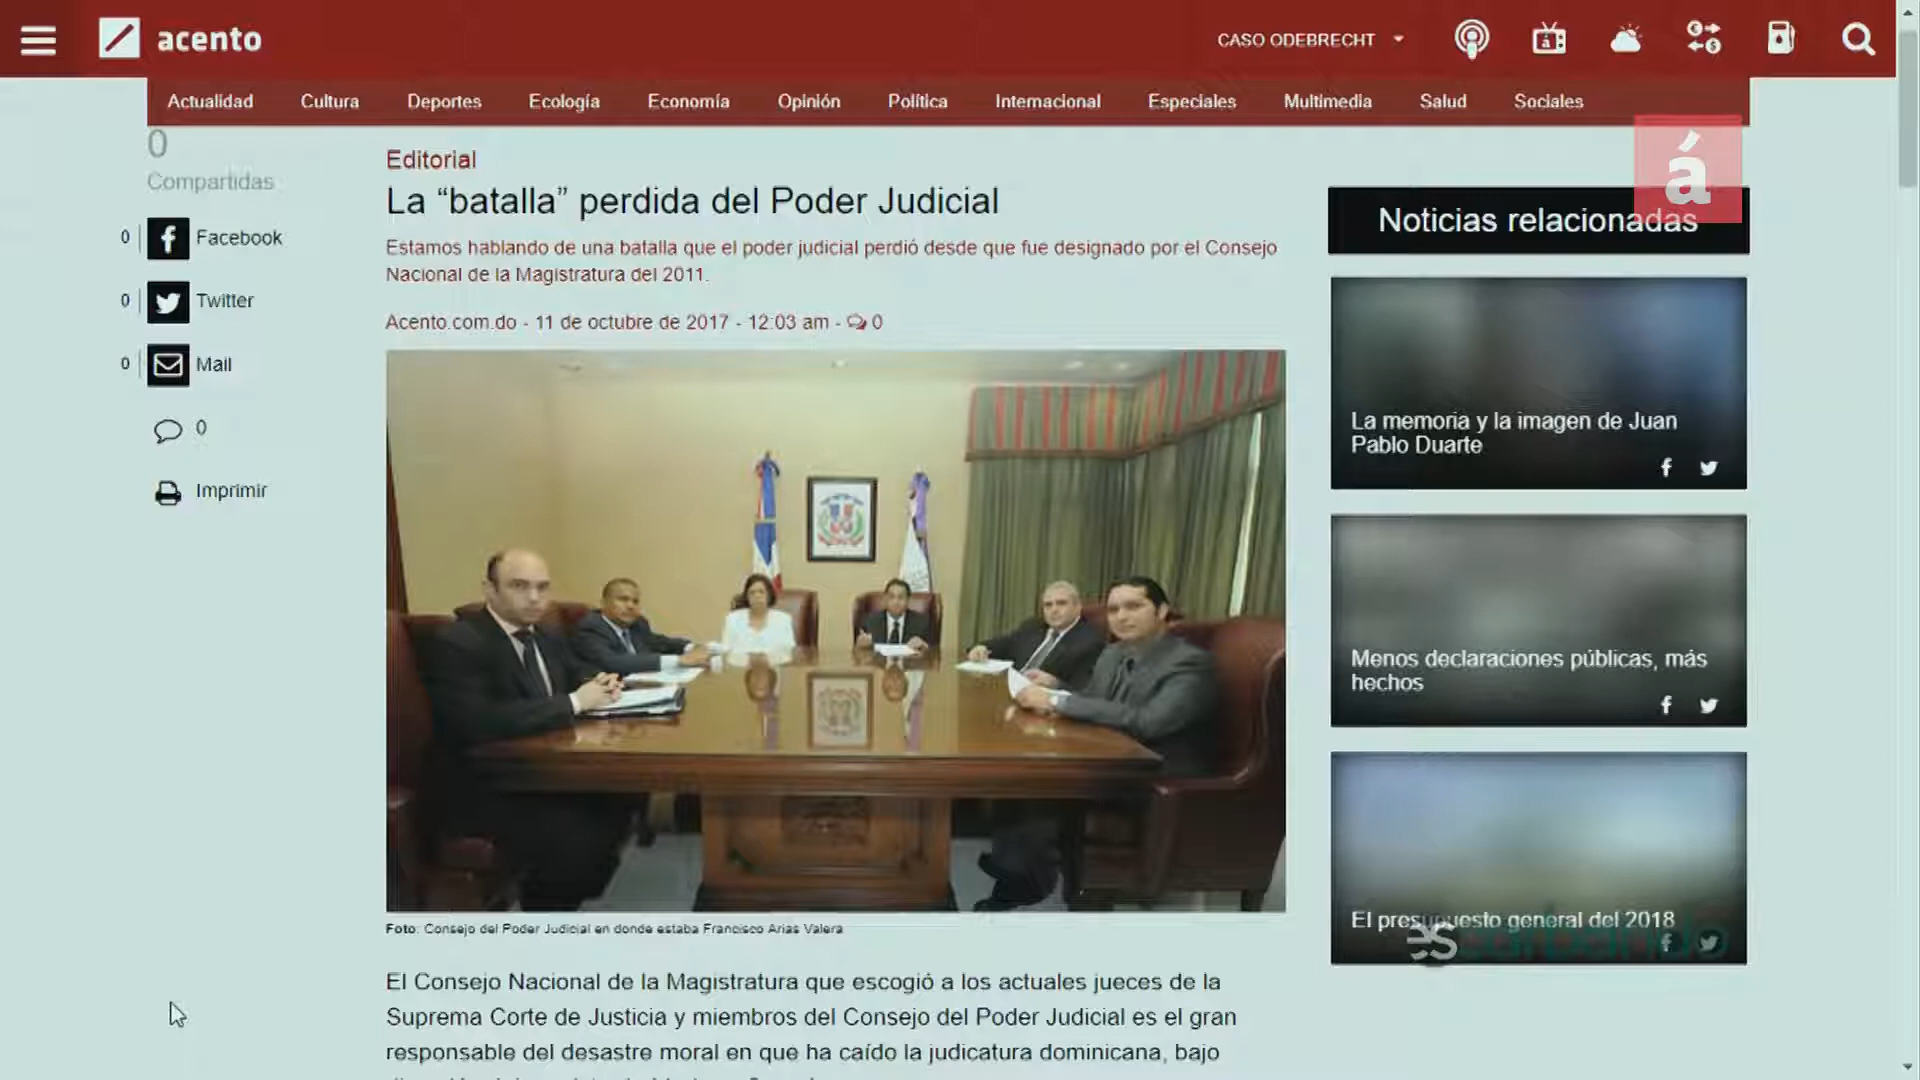 acento
CASO ODEBRECHT
Actualidad Cultura Deportes Ecología Economía Opinión Política Internacional Especiales Multimedia Salud Sociales
0
Compartidas
0 Facebook
0 Twitter
0 Mail
0
Imprimir
Editorial
La “batalla” perdida del Poder Judicial
Estamos hablando de una batalla que el poder judicial perdió desde que fue designado por el Consejo
Nacional de la Magistratura del 2011.
Acento.com.do - 11 de octubre de 2017 - 12:03 am - 0
Foto: Consejo del Poder Judicial en donde estaba Francisco Arias Valera
El Consejo Nacional de la Magistratura que escogió a los actuales jueces de la
Suprema Corte de Justicia y miembros del Consejo del Poder Judicial es el gran
responsable del desastre moral en que ha caído la judicatura dominicana, bajo
á
Noticias relacionadas
La memoria y la imagen de Juan
Pablo Duarte
Menos declaraciones públicas, más
hechos
El presupuesto general del 2018